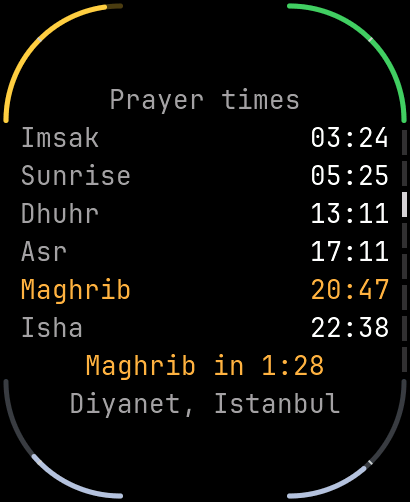 Prayer times
Imsak 03:24
Sunrise 05:25
Dhuhr 13:11
Asr 17:11
Maghrib 20:47
Isha 22:38
Maghrib in 1:28
Diyanet, Istanbul